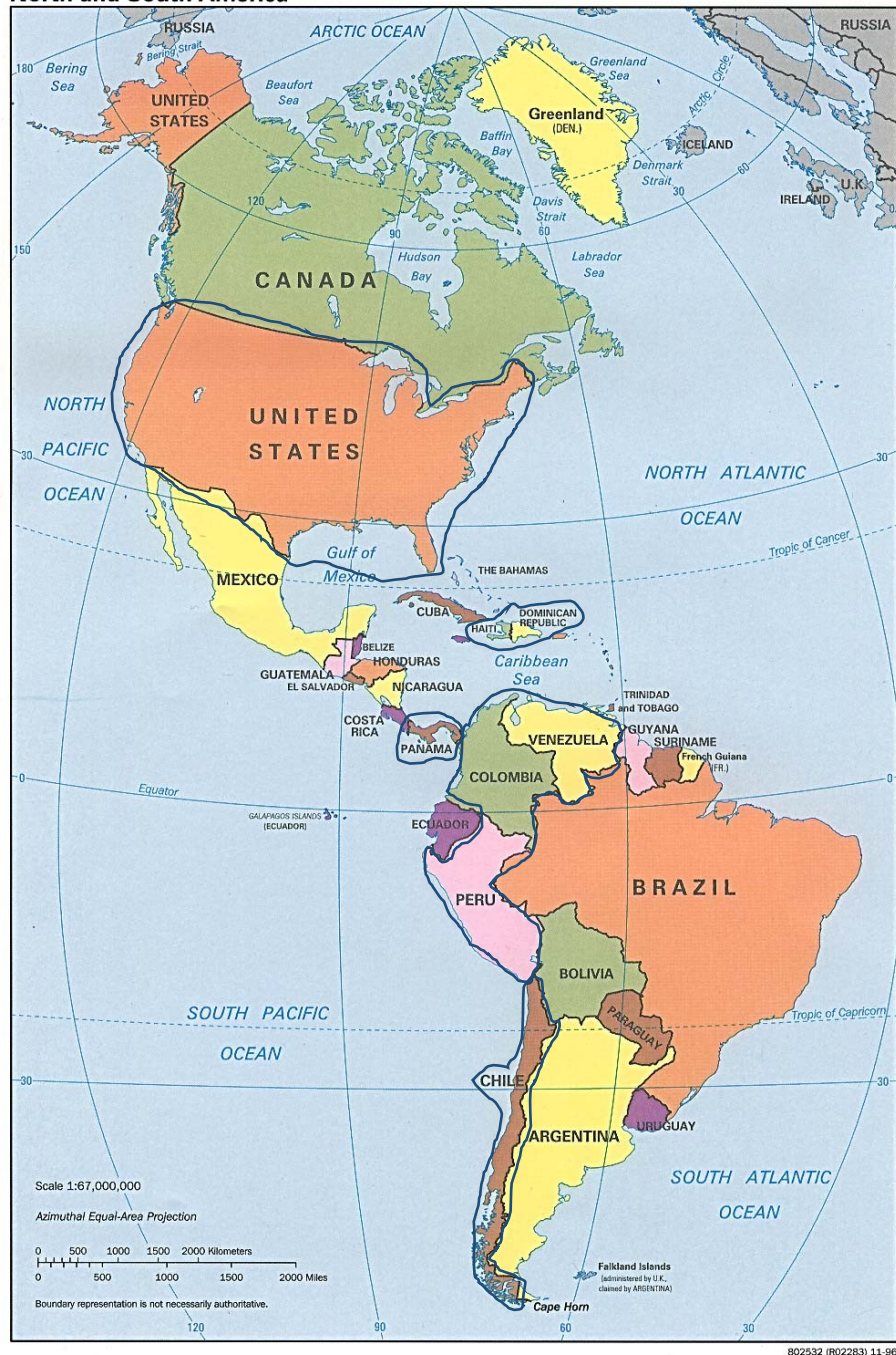 RUSSIA
ARCTIC OCEAN
RUSSIA
Bering Strait
180
Bering
Sea
Beaufort
Sea
Greenland
Sea
Arctic Circle
UNITED
STATES
Greenland
(DEN.)
Baffin
Bay
ICELAND
Denmark
Strait
30
60
U.K.
IRELAND
0
120
Davis
Strait
60
90
150
Hudson
Bay
Labrador
Sea
CANADA
NORTH
PACIFIC
OCEAN
UNITED
STATES
30
30
NORTH ATLANTIC
OCEAN
Tropic of Cancer
Gulf of
Mexico
MEXICO
THE BAHAMAS
CUBA
DOMINICAN
REPUBLIC
HAITI
BELIZE
HONDURAS
Caribbean
Sea
GUATEMALA
EL SALVADOR
NICARAGUA
TRINIDAD
and TOBAGO
COSTA
RICA
PANAMA
VENEZUELA
GUYANA
SURINAME
French Guiana
(FR.)
COLOMBIA
0
0
Equator
GALAPAGOS ISLANDS
(ECUADOR)
ECUADOR
BRAZIL
PERU
BOLIVIA
SOUTH PACIFIC
OCEAN
PARAGUAY
Tropic of Capricorn
30
30
CHILE
URUGUAY
ARGENTINA
SOUTH ATLANTIC
OCEAN
Scale 1:67,000,000
Azimuthal Equal-Area Projection
0 500 1000 1500 2000 Kilometers
0 500 1000 1500 2000 Miles
Boundary representation is not necessarily authoritative.
Falkland Islands
(administered by U.K.,
claimed by ARGENTINA)
Cape Horn
120
90
60
30
802532 (R02283) 11-96